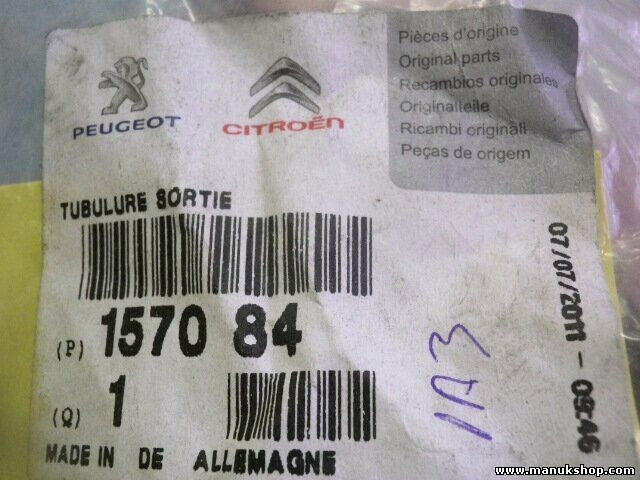 PEUGEOT
CITROËN
Pièces d'origine
Original parts
Recambios originales
Originalteile
Ricambi originali
Peças de origem
TUBULURE SORTIE
(P) 1570 84
(Q) 1
MADE IN DE ALLEMAGNE
07/07/2011 - 09:46
1A3
www.manukshop.com